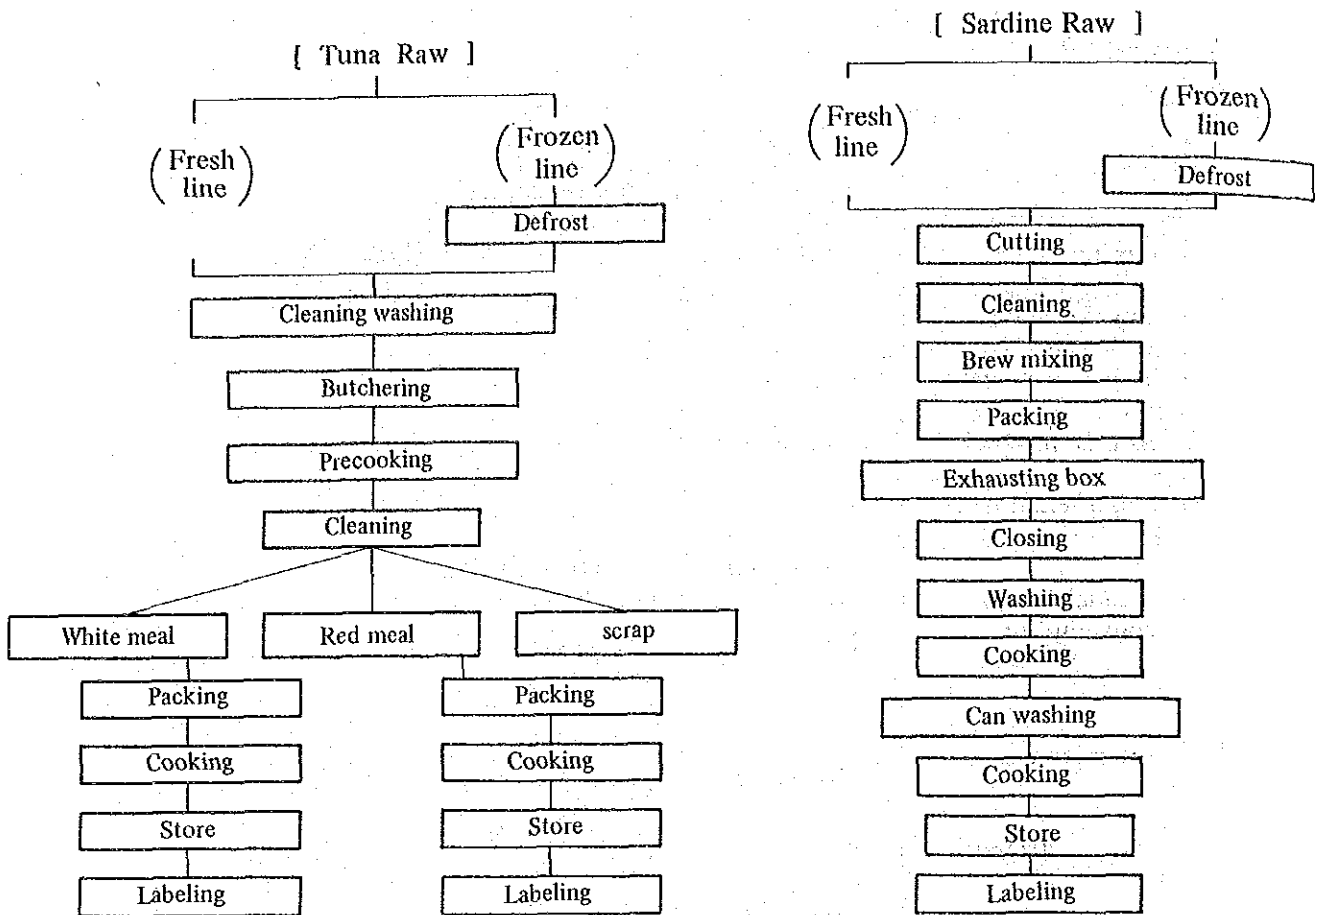 [ Tuna Raw ]
(Fresh
line)
(Frozen
line)
Defrost
Cleaning washing
Butchering
Precooking
Cleaning
White meal
Red meal
scrap
Packing
Packing
Cooking
Cooking
Store
Store
Labeling
Labeling
[ Sardine Raw ]
(Fresh
line)
(Frozen
line)
Defrost
Cutting
Cleaning
Brew mixing
Packing
Exhausting box
Closing
Washing
Cooking
Can washing
Cooking
Store
Labeling